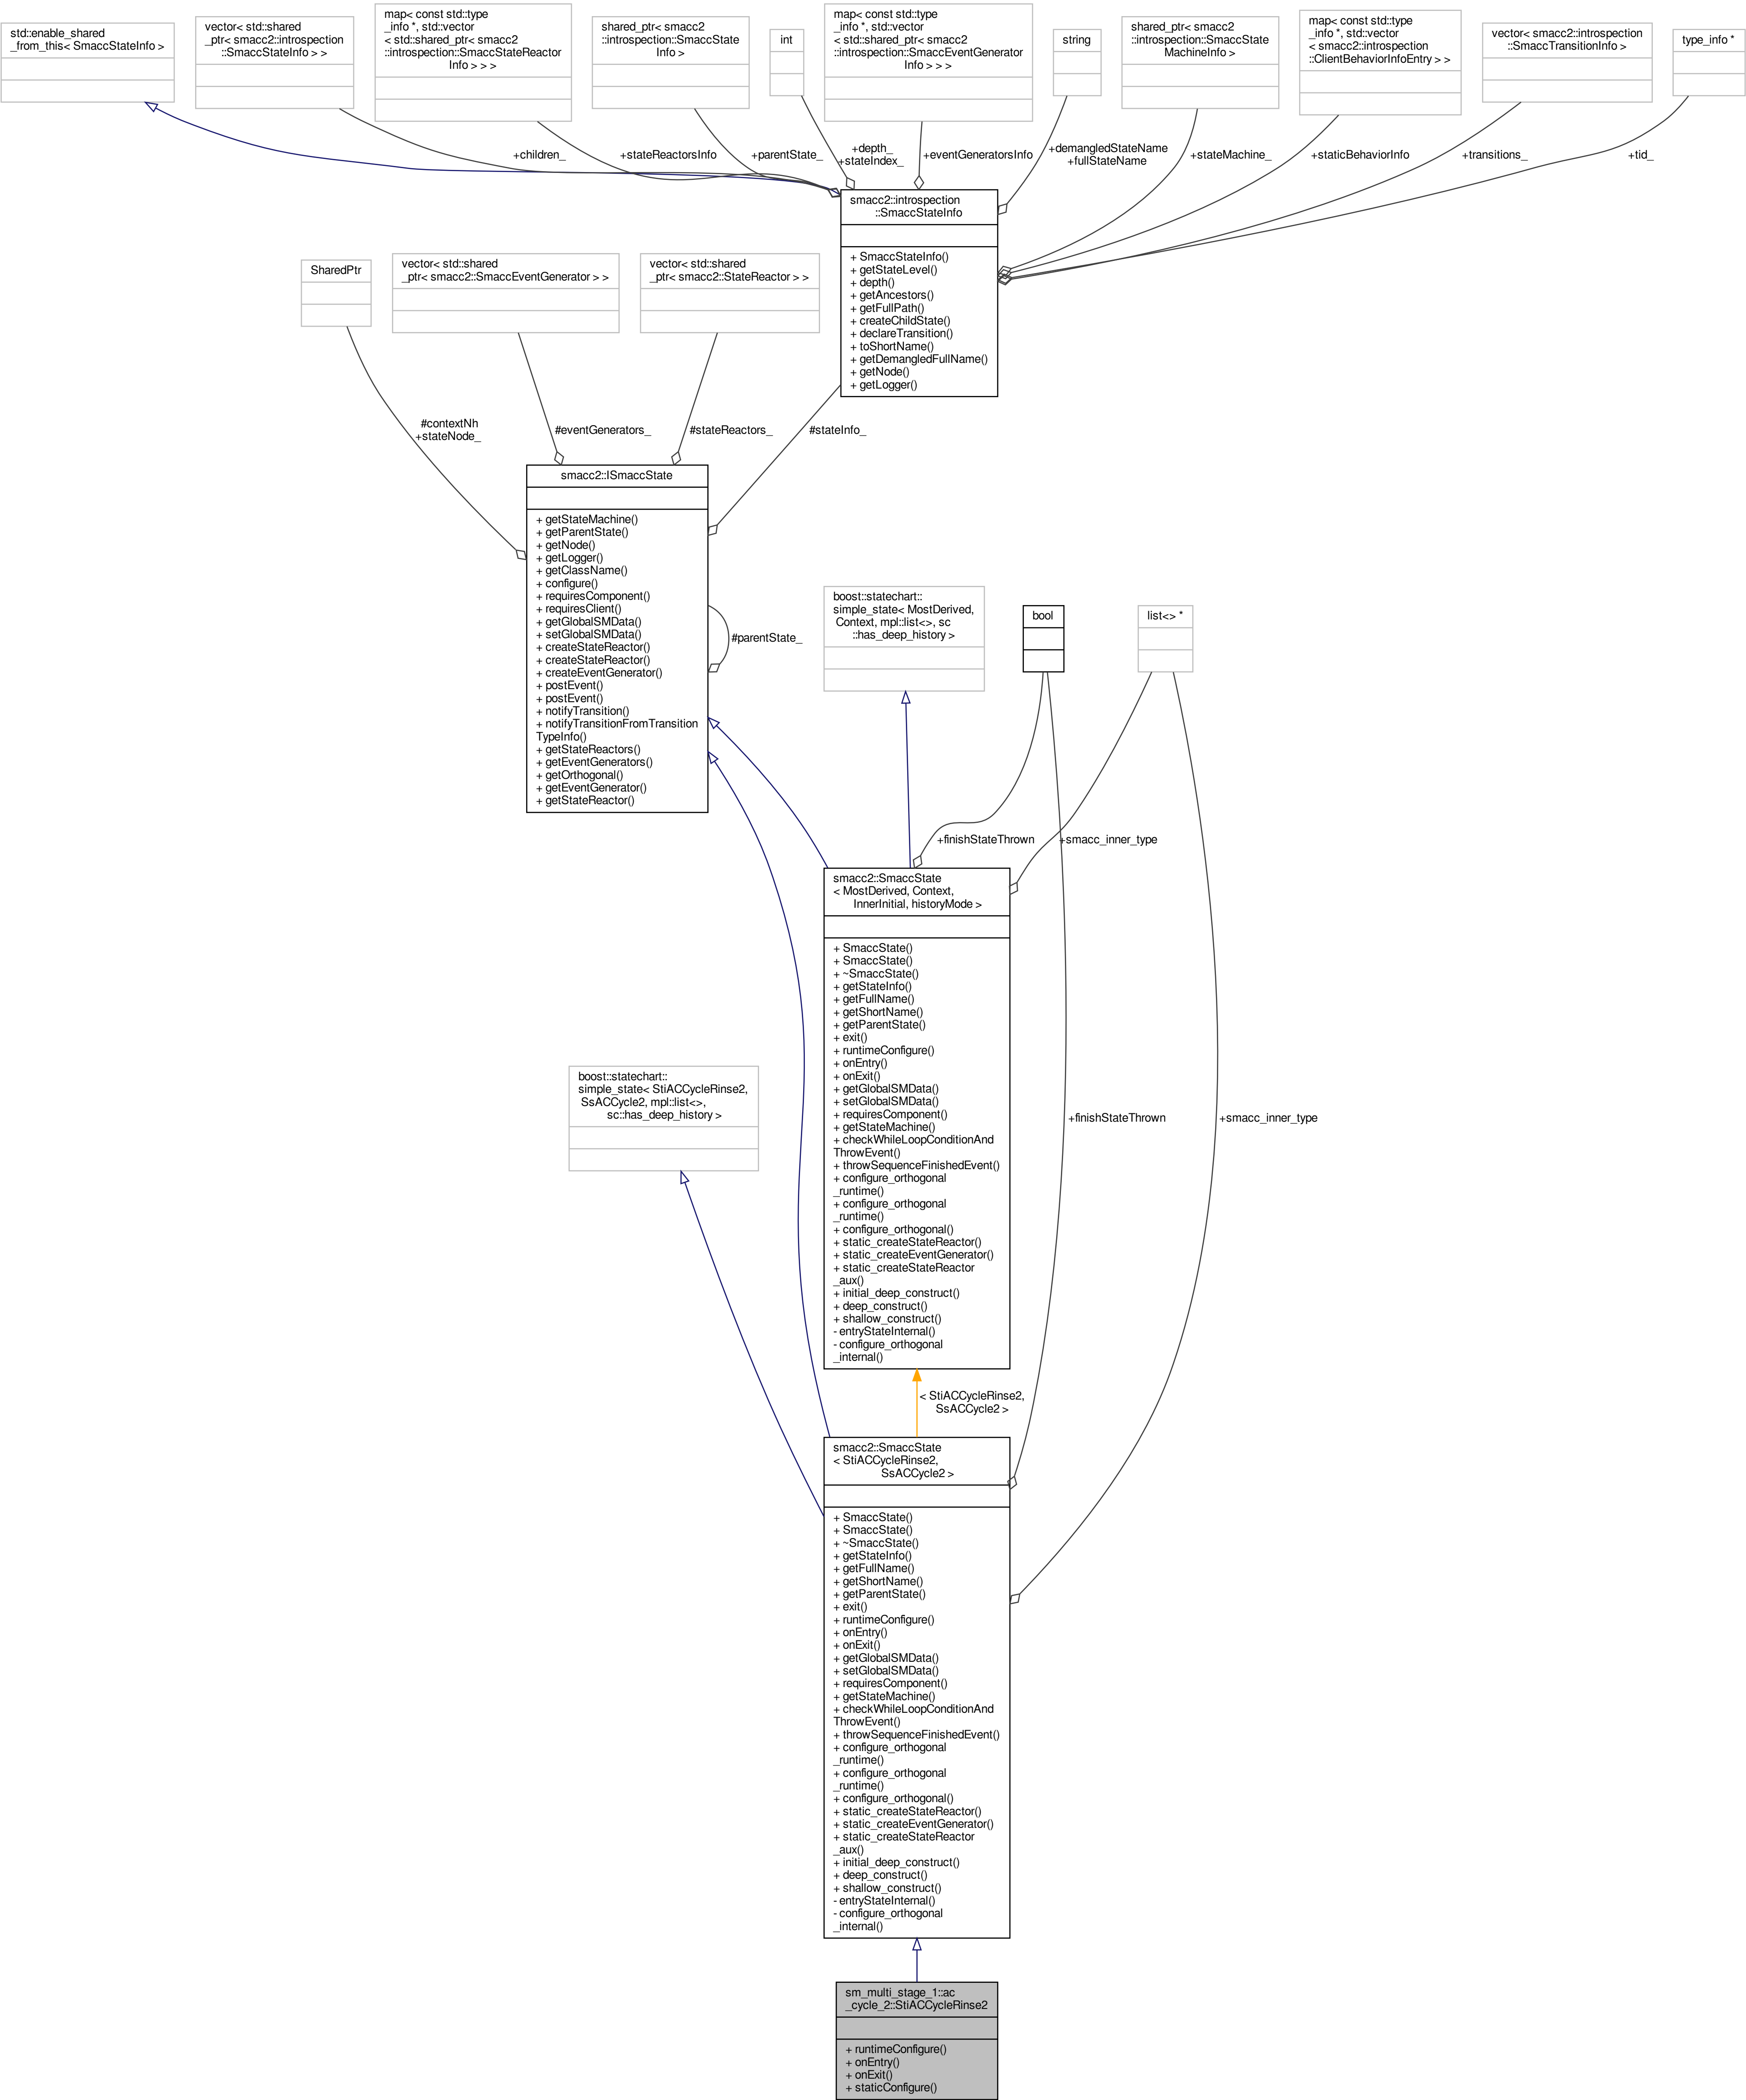 std::enable_shared
_from_this< SmaccStateInfo >
vector< std::shared
_ptr< smacc2::introspection
::SmaccStateInfo > >
map< const std::type
_info *, std::vector
< std::shared_ptr< smacc2
::introspection::SmaccStateReactor
Info > > >
shared_ptr< smacc2
::introspection::SmaccState
Info >
int
map< const std::type
_info *, std::vector
< std::shared_ptr< smacc2
::introspection::SmaccEventGenerator
Info > > >
string
shared_ptr< smacc2
::introspection::SmaccState
MachineInfo >
map< const std::type
_info *, std::vector
< smacc2::introspection
::ClientBehaviorInfoEntry > >
vector< smacc2::introspection
::SmaccTransitionInfo >
type_info *
+children_
+stateReactorsInfo
+parentState_
+depth_
+stateIndex_
+eventGeneratorsInfo
+demangledStateName
+fullStateName
+stateMachine_
+staticBehaviorInfo
+transitions_
+tid_
smacc2::introspection
::SmaccStateInfo
+ SmaccStateInfo()
+ getStateLevel()
+ depth()
+ getAncestors()
+ getFullPath()
+ createChildState()
+ declareTransition()
+ toShortName()
+ getDemangledFullName()
+ getNode()
+ getLogger()
SharedPtr
vector< std::shared
_ptr< smacc2::SmaccEventGenerator > >
vector< std::shared
_ptr< smacc2::StateReactor > >
#contextNh
+stateNode_
#eventGenerators_
#stateReactors_
#stateInfo_
smacc2::ISmaccState
+ getStateMachine()
+ getParentState()
+ getNode()
+ getLogger()
+ getClassName()
+ configure()
+ requiresComponent()
+ requiresClient()
+ getGlobalSMData()
+ setGlobalSMData()
+ createStateReactor()
+ createStateReactor()
+ createEventGenerator()
+ postEvent()
+ postEvent()
+ notifyTransition()
+ notifyTransitionFromTransition
TypeInfo()
+ getStateReactors()
+ getEventGenerators()
+ getOrthogonal()
+ getEventGenerator()
+ getStateReactor()
#parentState_
boost::statechart::
simple_state< MostDerived,
Context, mpl::list<>, sc
::has_deep_history >
bool
list<> *
+finishStateThrown
+smacc_inner_type
smacc2::SmaccState
< MostDerived, Context,
InnerInitial, historyMode >
+ SmaccState()
+ SmaccState()
+ ~SmaccState()
+ getStateInfo()
+ getFullName()
+ getShortName()
+ getParentState()
+ exit()
+ runtimeConfigure()
+ onEntry()
+ onExit()
+ getGlobalSMData()
+ setGlobalSMData()
+ requiresComponent()
+ getStateMachine()
+ checkWhileLoopConditionAnd
ThrowEvent()
+ throwSequenceFinishedEvent()
+ configure_orthogonal
_runtime()
+ configure_orthogonal
_runtime()
+ configure_orthogonal()
+ static_createStateReactor()
+ static_createEventGenerator()
+ static_createStateReactor
_aux()
+ initial_deep_construct()
+ deep_construct()
+ shallow_construct()
- entryStateInternal()
- configure_orthogonal
_internal()
boost::statechart::
simple_state< StiACCycleRinse2,
SsACCycle2, mpl::list<>,
sc::has_deep_history >
+finishStateThrown
+smacc_inner_type
< StiACCycleRinse2,
SsACCycle2 >
smacc2::SmaccState
< StiACCycleRinse2,
SsACCycle2 >
+ SmaccState()
+ SmaccState()
+ ~SmaccState()
+ getStateInfo()
+ getFullName()
+ getShortName()
+ getParentState()
+ exit()
+ runtimeConfigure()
+ onEntry()
+ onExit()
+ getGlobalSMData()
+ setGlobalSMData()
+ requiresComponent()
+ getStateMachine()
+ checkWhileLoopConditionAnd
ThrowEvent()
+ throwSequenceFinishedEvent()
+ configure_orthogonal
_runtime()
+ configure_orthogonal
_runtime()
+ configure_orthogonal()
+ static_createStateReactor()
+ static_createEventGenerator()
+ static_createStateReactor
_aux()
+ initial_deep_construct()
+ deep_construct()
+ shallow_construct()
- entryStateInternal()
- configure_orthogonal
_internal()
sm_multi_stage_1::ac
_cycle_2::StiACCycleRinse2
+ runtimeConfigure()
+ onEntry()
+ onExit()
+ staticConfigure()